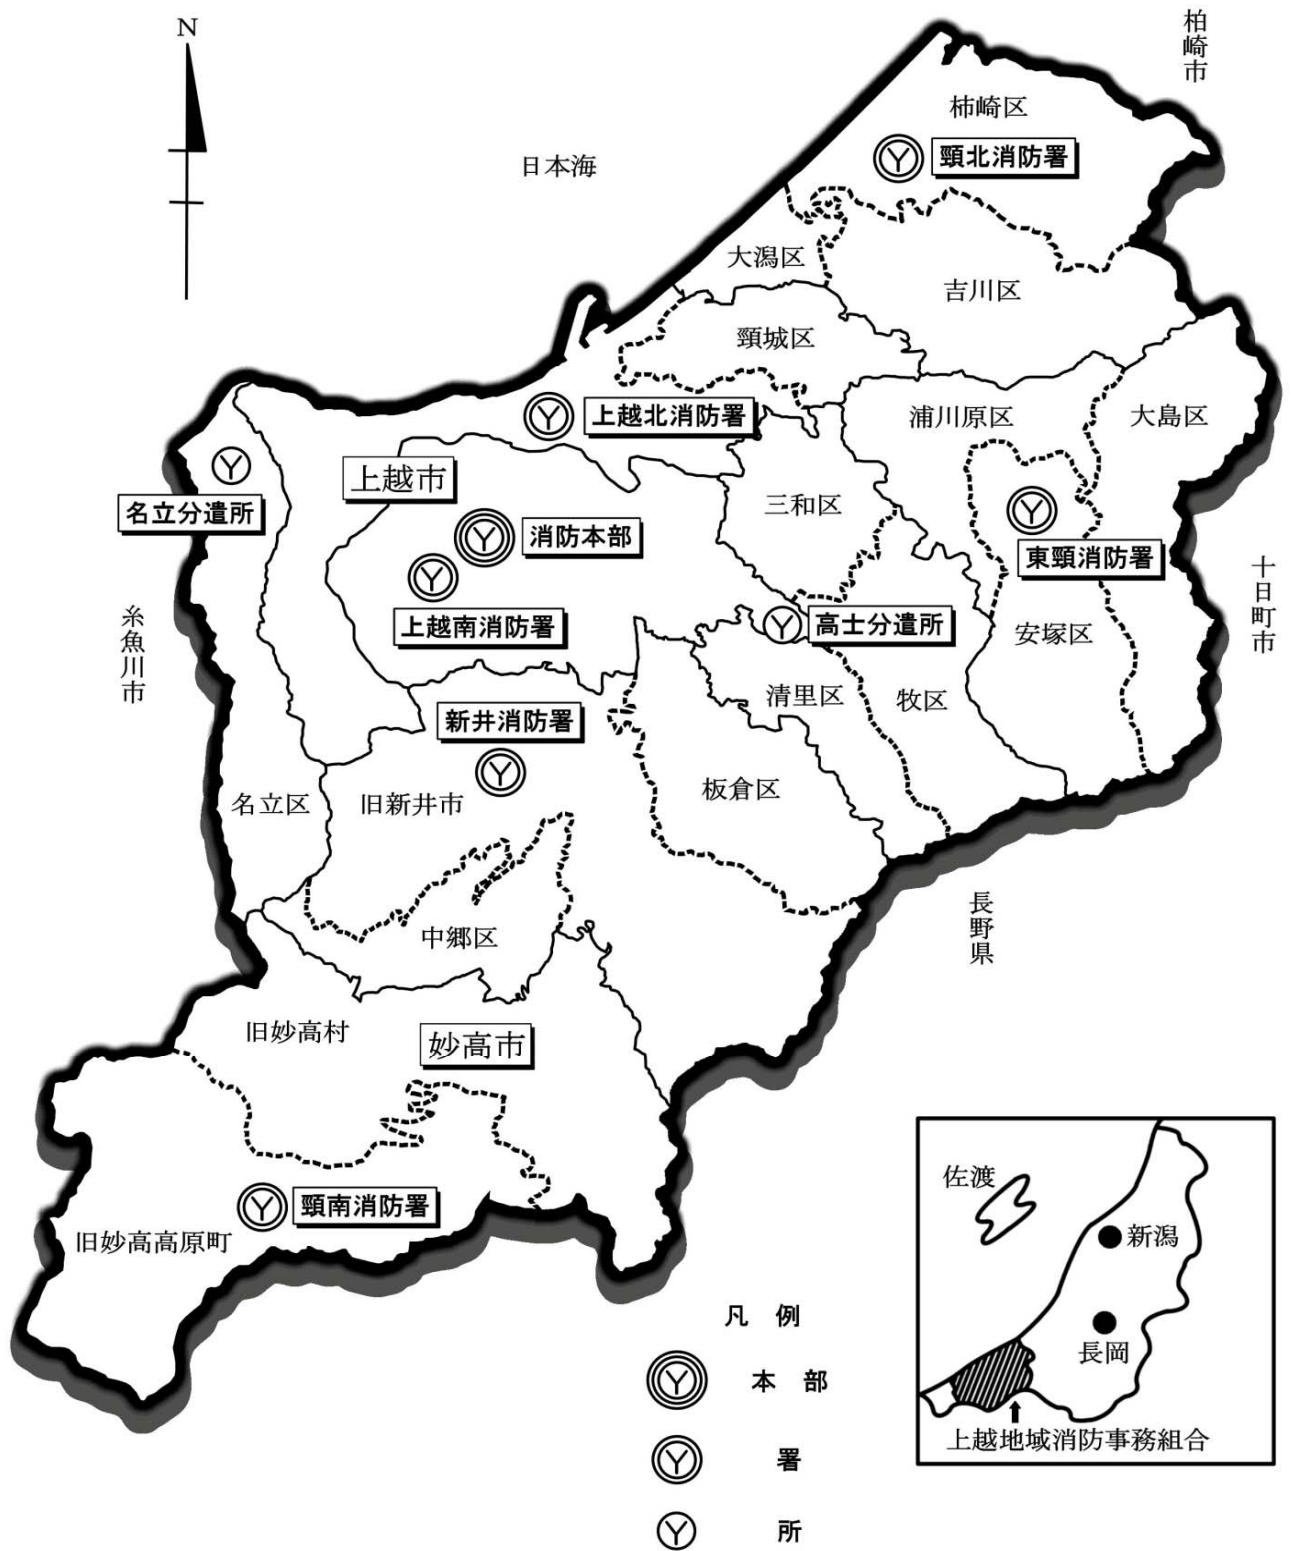 N
柏崎市
柿崎区
頸北消防署
日本海
大潟区
吉川区
頸城区
上越北消防署
浦川原区
大島区
上越市
名立分遣所
三和区
消防本部
東頸消防署
十日町市
上越南消防署
高士分遣所
安塚区
糸魚川市
清里区
牧区
新井消防署
板倉区
名立区
旧新井市
長野県
中郷区
旧妙高村
妙高市
頸南消防署
旧妙高高原町
佐渡
新潟
長岡
上越地域消防事務組合
凡 例
本 部
署
所